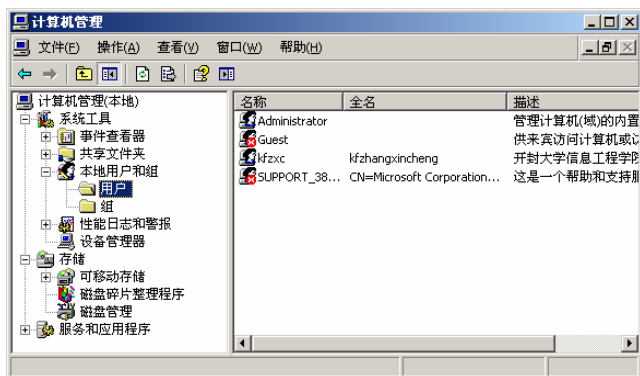 计算机管理
文件(F) 操作(A) 查看(V) 窗口(W) 帮助(H)
计算机管理(本地)
系统工具
事件查看器
共享文件夹
本地用户和组
用户
组
性能日志和警报
设备管理器
存储
可移动存储
磁盘碎片整理程序
磁盘管理
服务和应用程序
名称 全名 描述
Administrator 管理计算机(域)的内置
Guest 供来宾访问计算机或
kfzxc kfzhangxincheng 开封大学信息工程学院
SUPPORT_38... CN=Microsoft Corporation... 这是一个帮助和支持